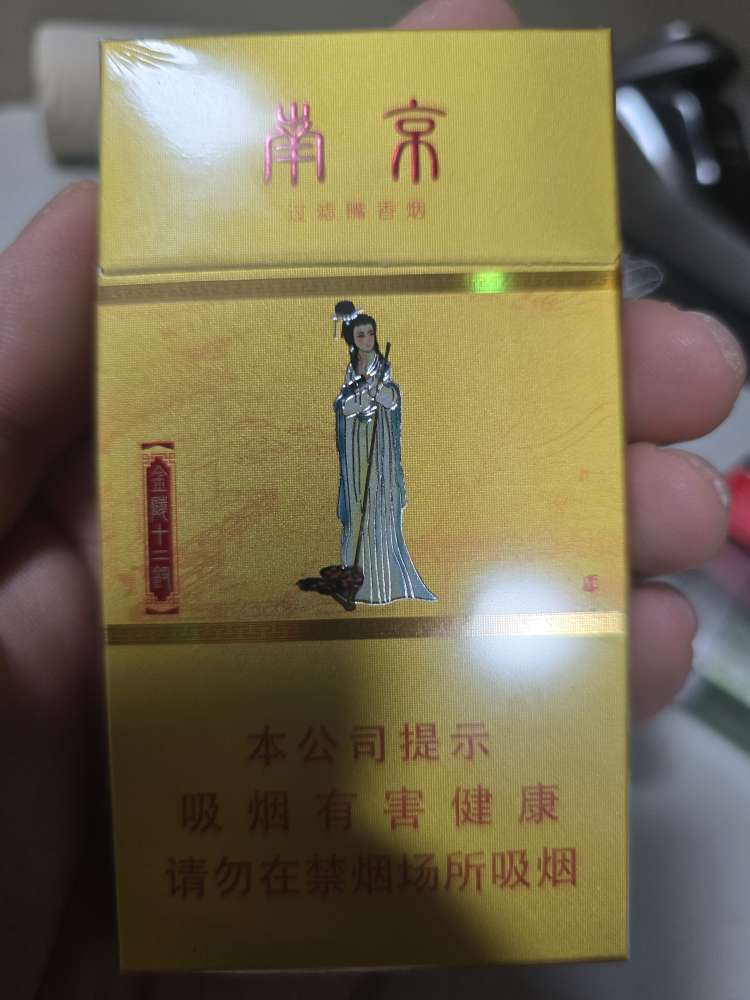 南京
过滤嘴香烟
金陵十二钗
本公司提示
吸烟有害健康
请勿在禁烟场所吸烟